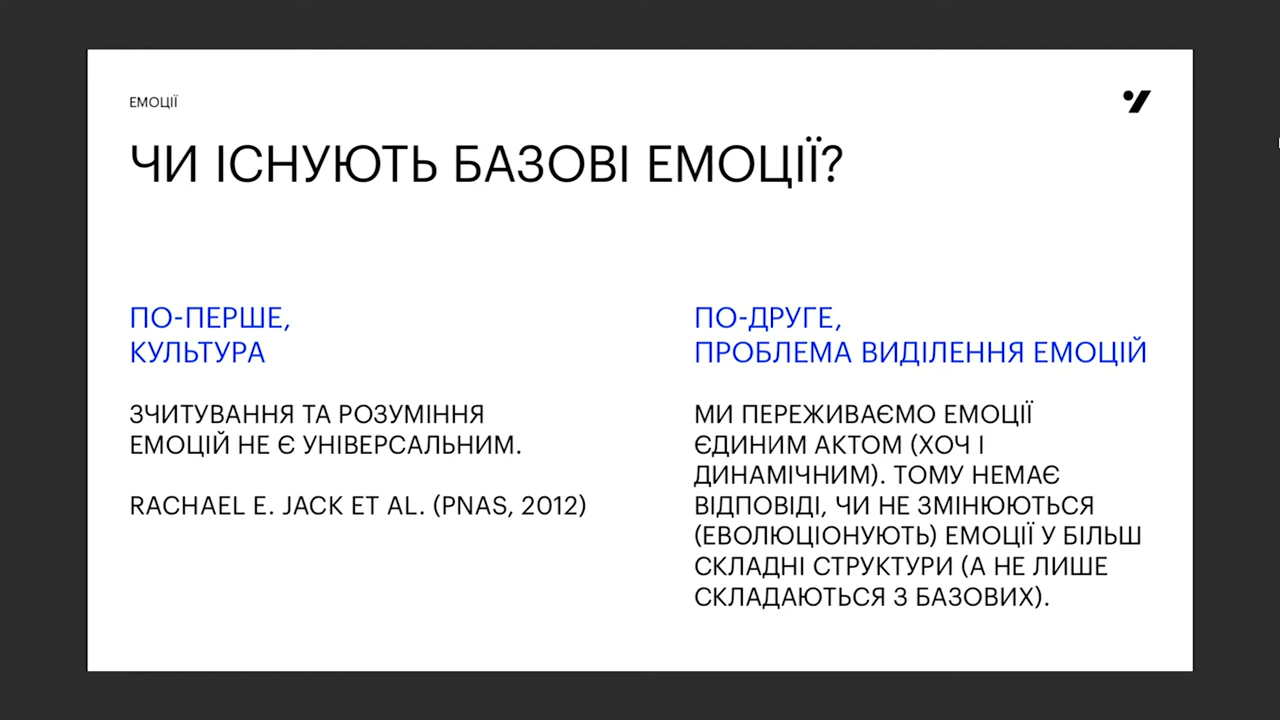 ЕМОЦІЇ
ЧИ ІСНУЮТЬ БАЗОВІ ЕМОЦІЇ?
ПО-ПЕРШЕ,
КУЛЬТУРА
ЗЧИТУВАННЯ ТА РОЗУМІННЯ
ЕМОЦІЙ НЕ Є УНІВЕРСАЛЬНИМ.
RACHAEL E. JACK ET AL. (PNAS, 2012)
ПО-ДРУГЕ,
ПРОБЛЕМА ВИДІЛЕННЯ ЕМОЦІЙ
МИ ПЕРЕЖИВАЄМО ЕМОЦІЇ
ЄДИНИМ АКТОМ (ХОЧ І
ДИНАМІЧНИМ). ТОМУ НЕМАЄ
ВІДПОВІДІ, ЧИ НЕ ЗМІНЮЮТЬСЯ
(ЕВОЛЮЦІОНУЮТЬ) ЕМОЦІЇ У БІЛЬШ
СКЛАДНІ СТРУКТУРИ (А НЕ ЛИШЕ
СКЛАДАЮТЬСЯ З БАЗОВИХ).